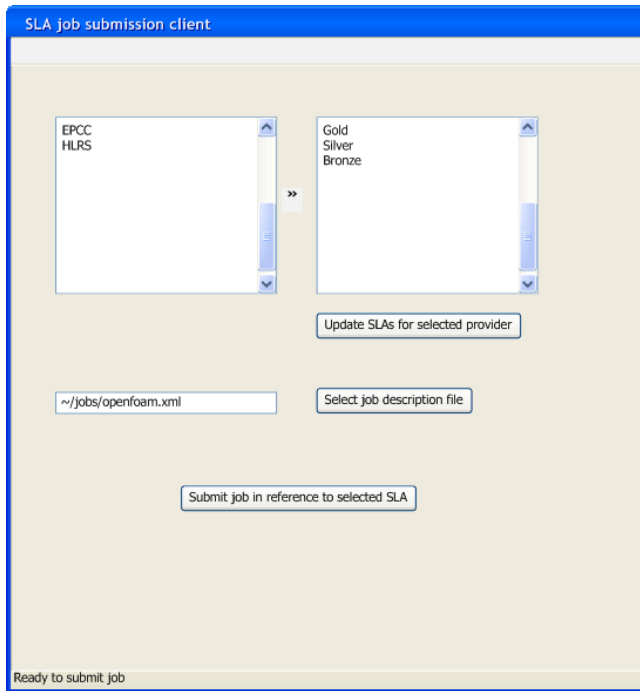 SLA job submission client
EPCC
HLRS
»
Gold
Silver
Bronze
Update SLAs for selected provider
~/jobs/openfoam.xml
Select job description file
Submit job in reference to selected SLA
Ready to submit job